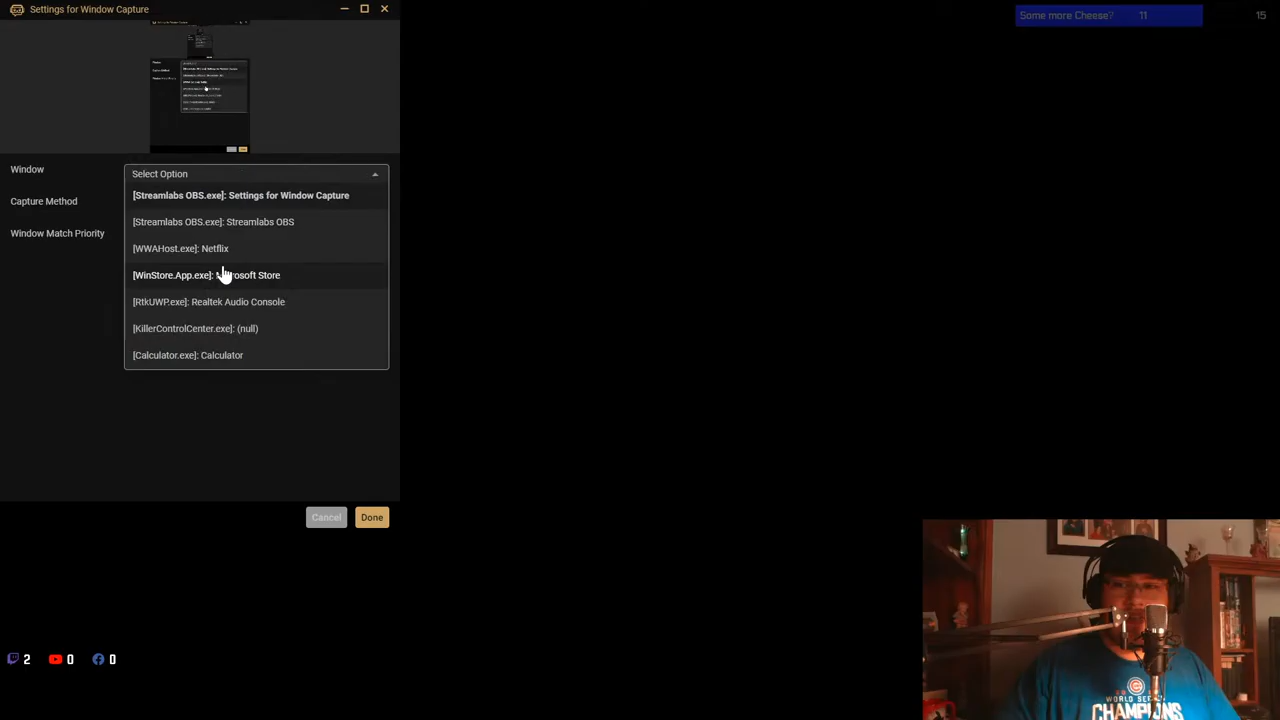 Settings for Window Capture
Some more Cheese? 11 15
Window
Select Option
Capture Method
[Streamlabs OBS.exe]: Settings for Window Capture
[Streamlabs OBS.exe]: Streamlabs OBS
Window Match Priority
[WWAHost.exe]: Netflix
[WinStore.App.exe]: Microsoft Store
[RtkUWP.exe]: Realtek Audio Console
[KillerControlCenter.exe]: (null)
[Calculator.exe]: Calculator
Cancel Done
2 0 0
WORLD SERIES
CHAMPIONS